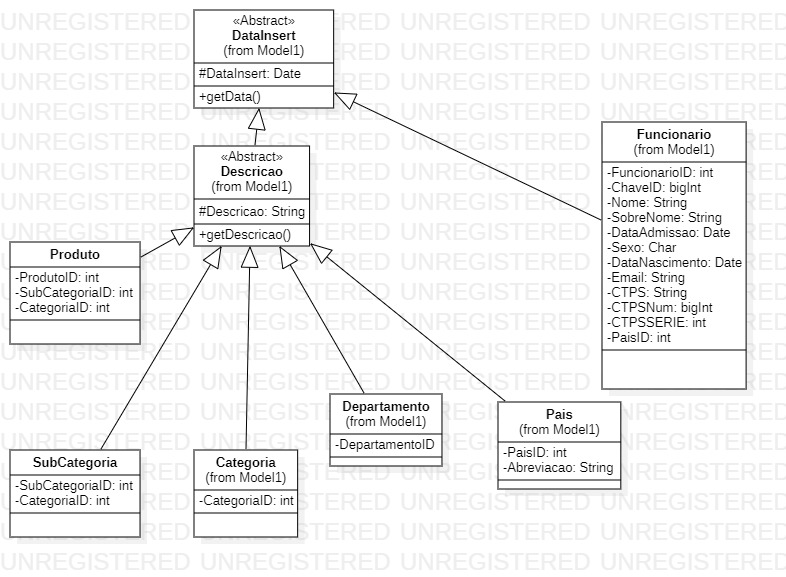 «Abstract»
DataInsert
(from Model1)
#DataInsert: Date
+getData()
«Abstract»
Descricao
(from Model1)
#Descricao: String
+getDescricao()
Funcionario
(from Model1)
-FuncionarioID: int
-ChaveID: bigInt
-Nome: String
-SobreNome: String
-DataAdmissao: Date
-Sexo: Char
-DataNascimento: Date
-Email: String
-CTPS: String
-CTPSNum: bigInt
-CTPSSERIE: int
-PaisID: int
Produto
-ProdutoID: int
-SubCategoriaID: int
-CategoriaID: int
SubCategoria
-SubCategoriaID: int
-CategoriaID: int
Categoria
(from Model1)
-CategoriaID: int
Departamento
(from Model1)
-DepartamentoID
Pais
(from Model1)
-PaisID: int
-Abreviacao: String
UNREGISTERED